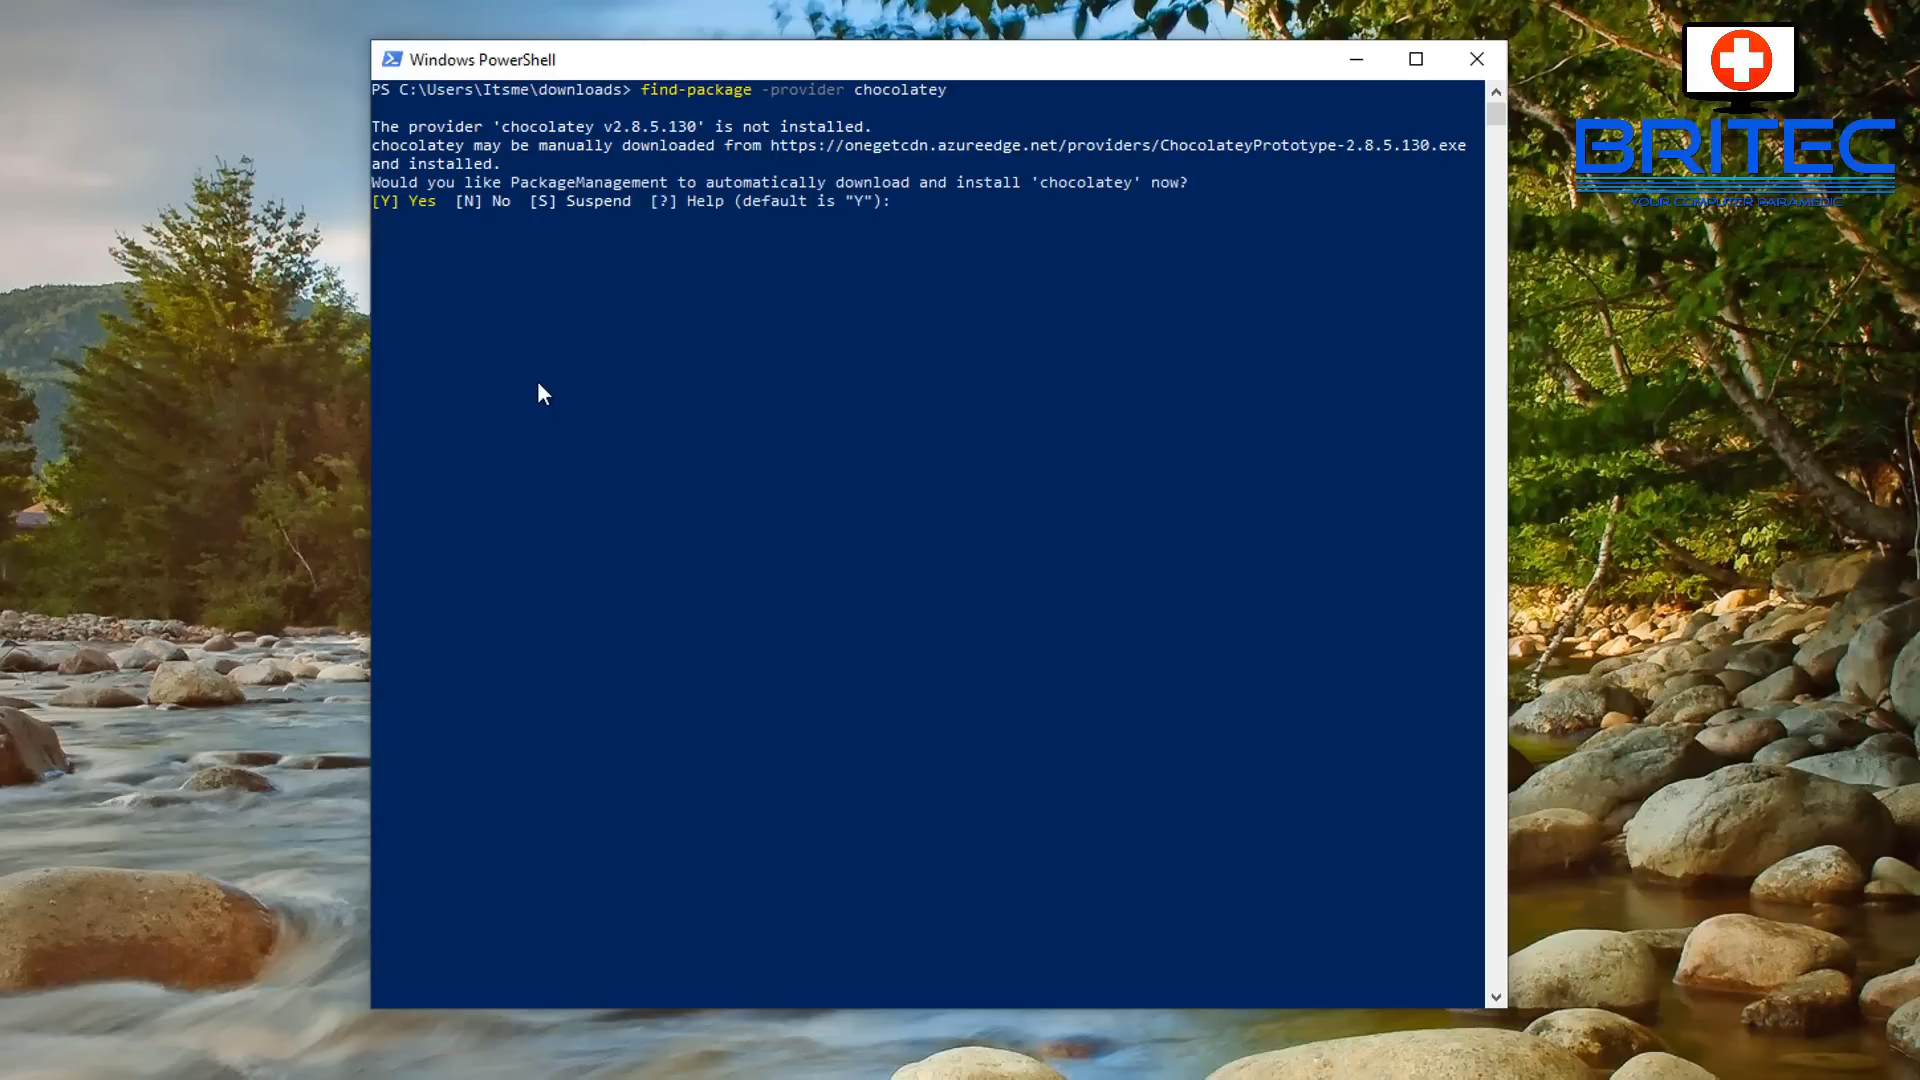 Windows PowerShell
PS C:\Users\Itsme\downloads> find-package -provider chocolatey
The provider 'chocolatey v2.8.5.130' is not installed.
chocolatey may be manually downloaded from https://onegetcdn.azureedge.net/providers/ChocolateyPrototype-2.8.5.130.exe
and installed.
Would you like PackageManagement to automatically download and install 'chocolatey' now?
[Y] Yes  [N] No  [S] Suspend  [?] Help (default is "Y"):
BRITEC
YOUR COMPUTER PARAMEDIC